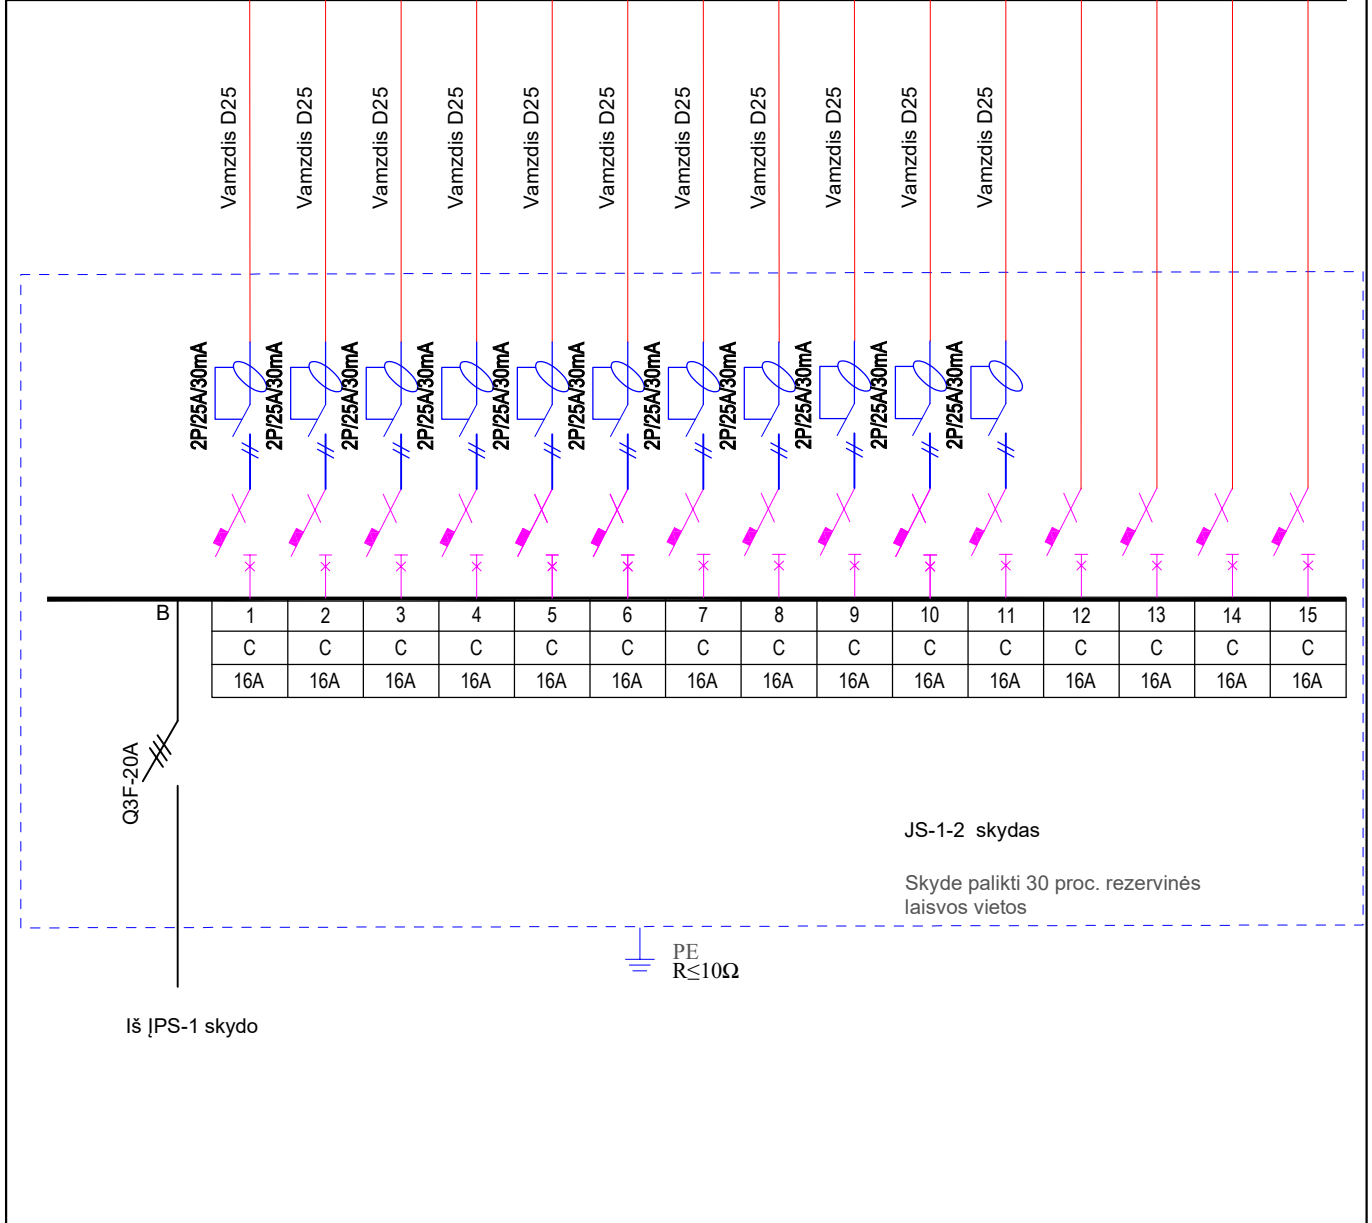 Vamzdis D25
Vamzdis D25
Vamzdis D25
Vamzdis D25
Vamzdis D25
Vamzdis D25
Vamzdis D25
Vamzdis D25
Vamzdis D25
Vamzdis D25
Vamzdis D25
2P/25A/30mA
2P/25A/30mA
2P/25A/30mA
2P/25A/30mA
2P/25A/30mA
2P/25A/30mA
2P/25A/30mA
2P/25A/30mA
2P/25A/30mA
2P/25A/30mA
2P/25A/30mA
B 1 2 3 4 5 6 7 8 9 10 11 12 13 14 15
C C C C C C C C C C C C C C C
16A 16A 16A 16A 16A 16A 16A 16A 16A 16A 16A 16A 16A 16A 16A
Q3F-20A
JS-1-2 skydas
Skyde palikti 30 proc. rezervinės
laisvos vietos
PE
R≤10Ω
Iš ĮPS-1 skydo